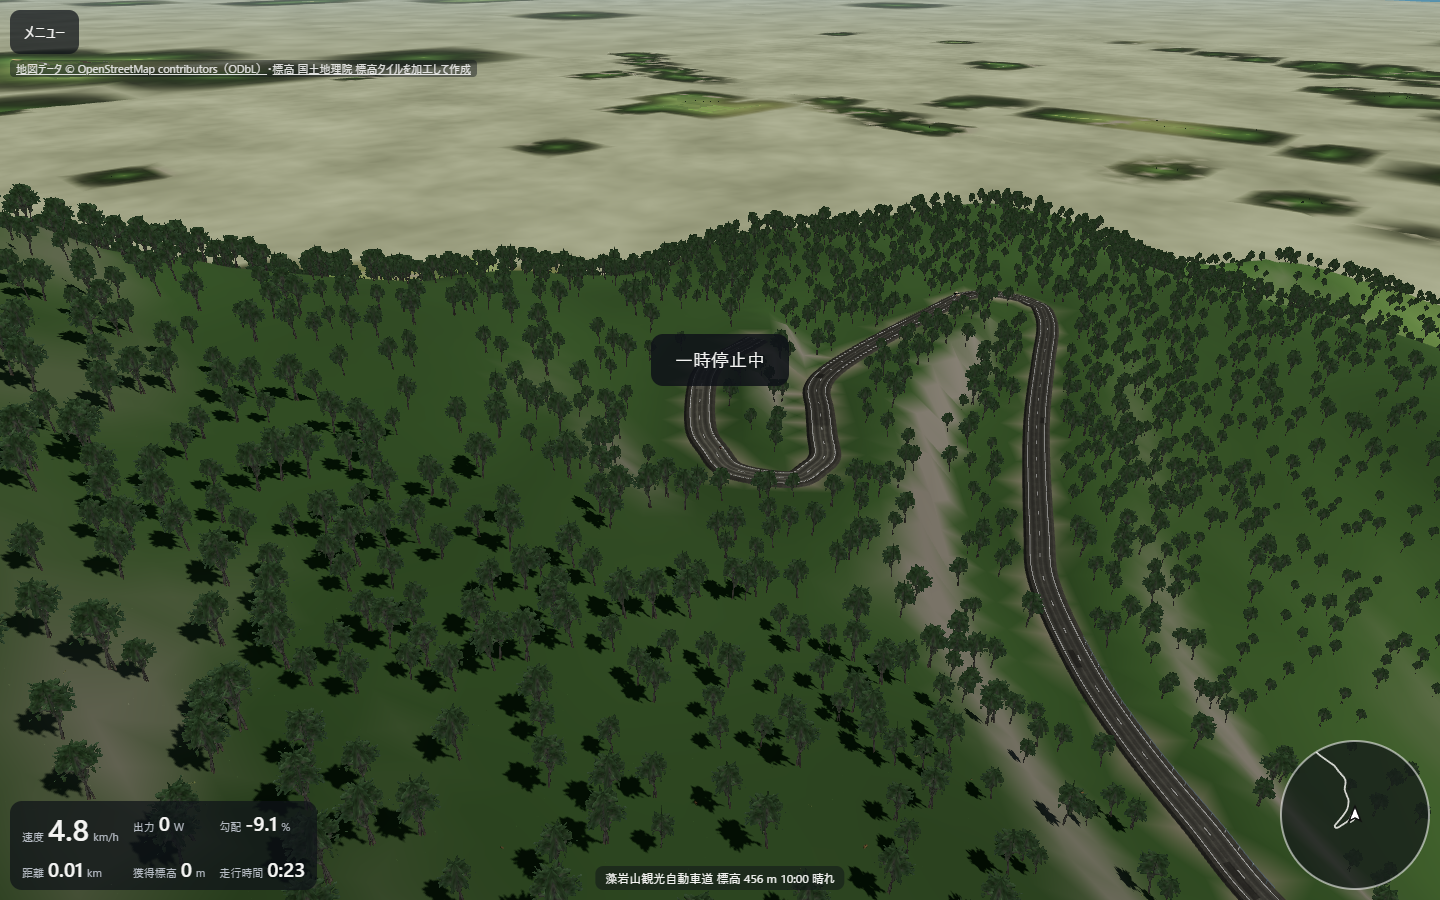 メニュー
地図データ © OpenStreetMap contributors（ODbL）・標高 国土地理院 標高タイルを加工して作成
一時停止中
速度 4.8 km/h 出力 0 W 勾配 -9.1 %
距離 0.01 km 獲得標高 0 m 走行時間 0:23
藻岩山観光自動車道 標高 456 m 10:00 晴れ